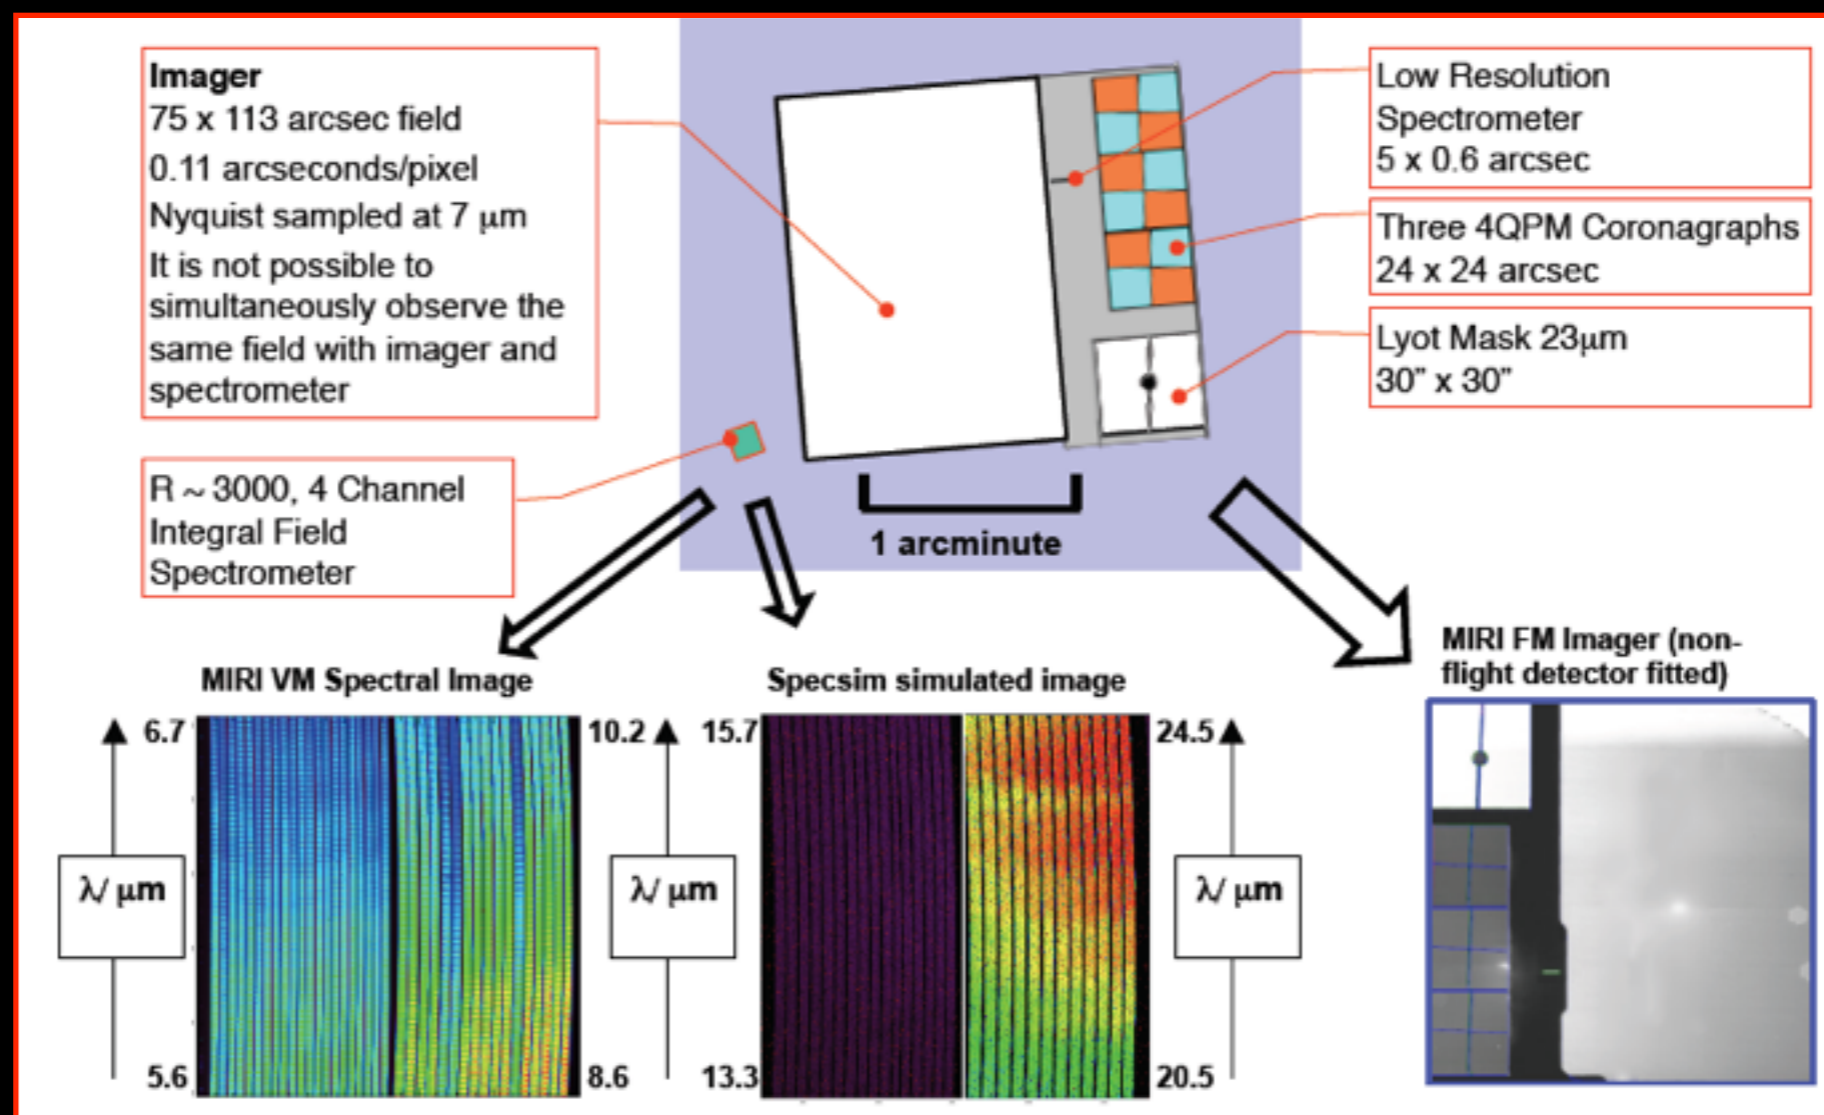 Imager
75 x 113 arcsec field
0.11 arcseconds/pixel
Nyquist sampled at 7 μm
It is not possible to
simultaneously observe the
same field with imager and
spectrometer
R ~ 3000, 4 Channel
Integral Field
Spectrometer
1 arcminute
Low Resolution
Spectrometer
5 x 0.6 arcsec
Three 4QPM Coronagraphs
24 x 24 arcsec
Lyot Mask 23μm
30” x 30”
MIRI VM Spectral Image
6.7
10.2
λ/ μm
5.6
8.6
Specsim simulated image
15.7
24.5
λ/ μm
λ/ μm
13.3
20.5
MIRI FM Imager (non-
flight detector fitted)